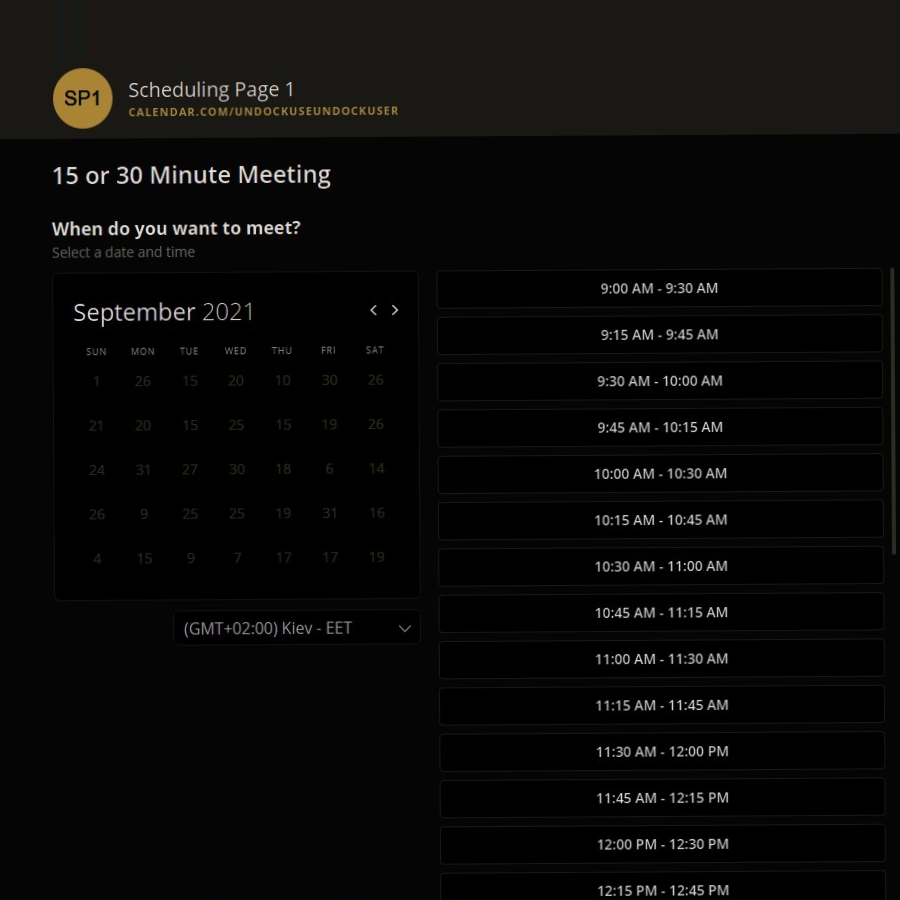 SP1
Scheduling Page 1
CALENDAR.COM/UNDOCKUSEUNDOCKUSER
15 or 30 Minute Meeting
When do you want to meet?
Select a date and time
September 2021
SUN MON TUE WED THU FRI SAT
1 26 15 20 10 30 26
21 20 15 25 15 19 26
24 31 27 30 18 6 14
26 9 25 25 19 31 16
4 15 9 7 17 17 19
(GMT+02:00) Kiev - EET
9:00 AM - 9:30 AM
9:15 AM - 9:45 AM
9:30 AM - 10:00 AM
9:45 AM - 10:15 AM
10:00 AM - 10:30 AM
10:15 AM - 10:45 AM
10:30 AM - 11:00 AM
10:45 AM - 11:15 AM
11:00 AM - 11:30 AM
11:15 AM - 11:45 AM
11:30 AM - 12:00 PM
11:45 AM - 12:15 PM
12:00 PM - 12:30 PM
12:15 PM - 12:45 PM